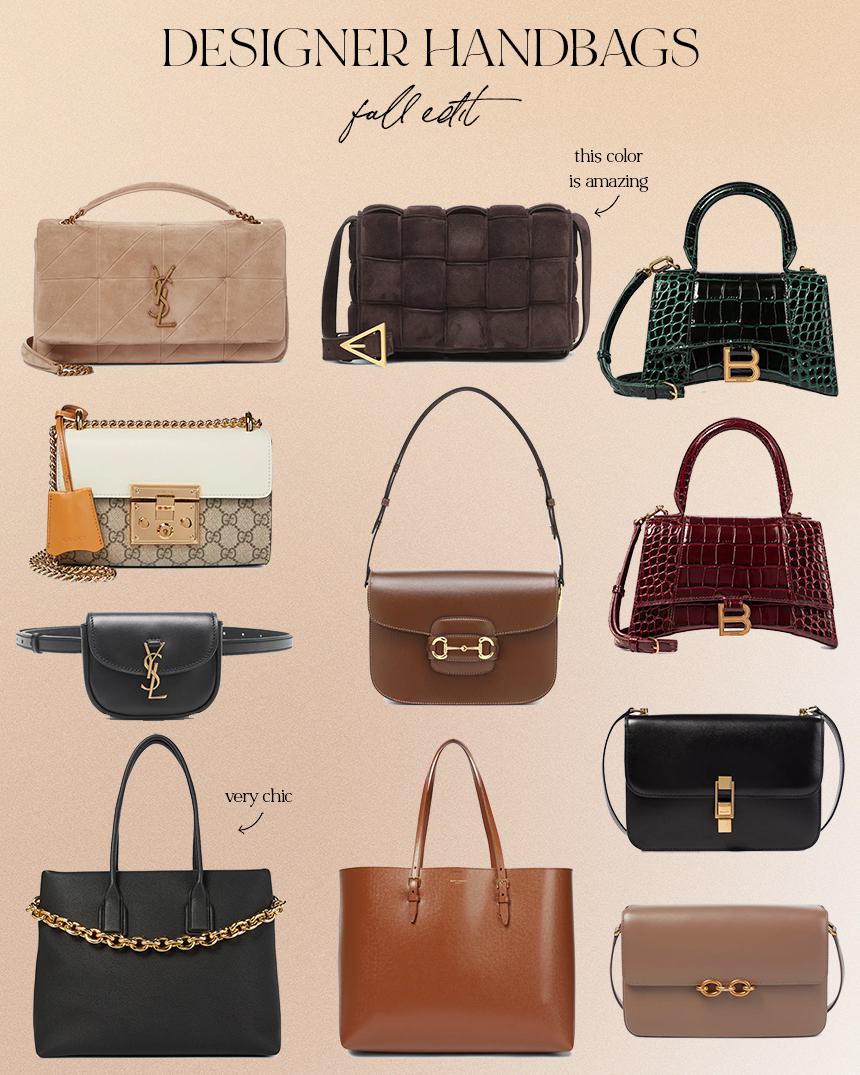 DESIGNER HANDBAGS
fall edit
this color
is amazing
very chic